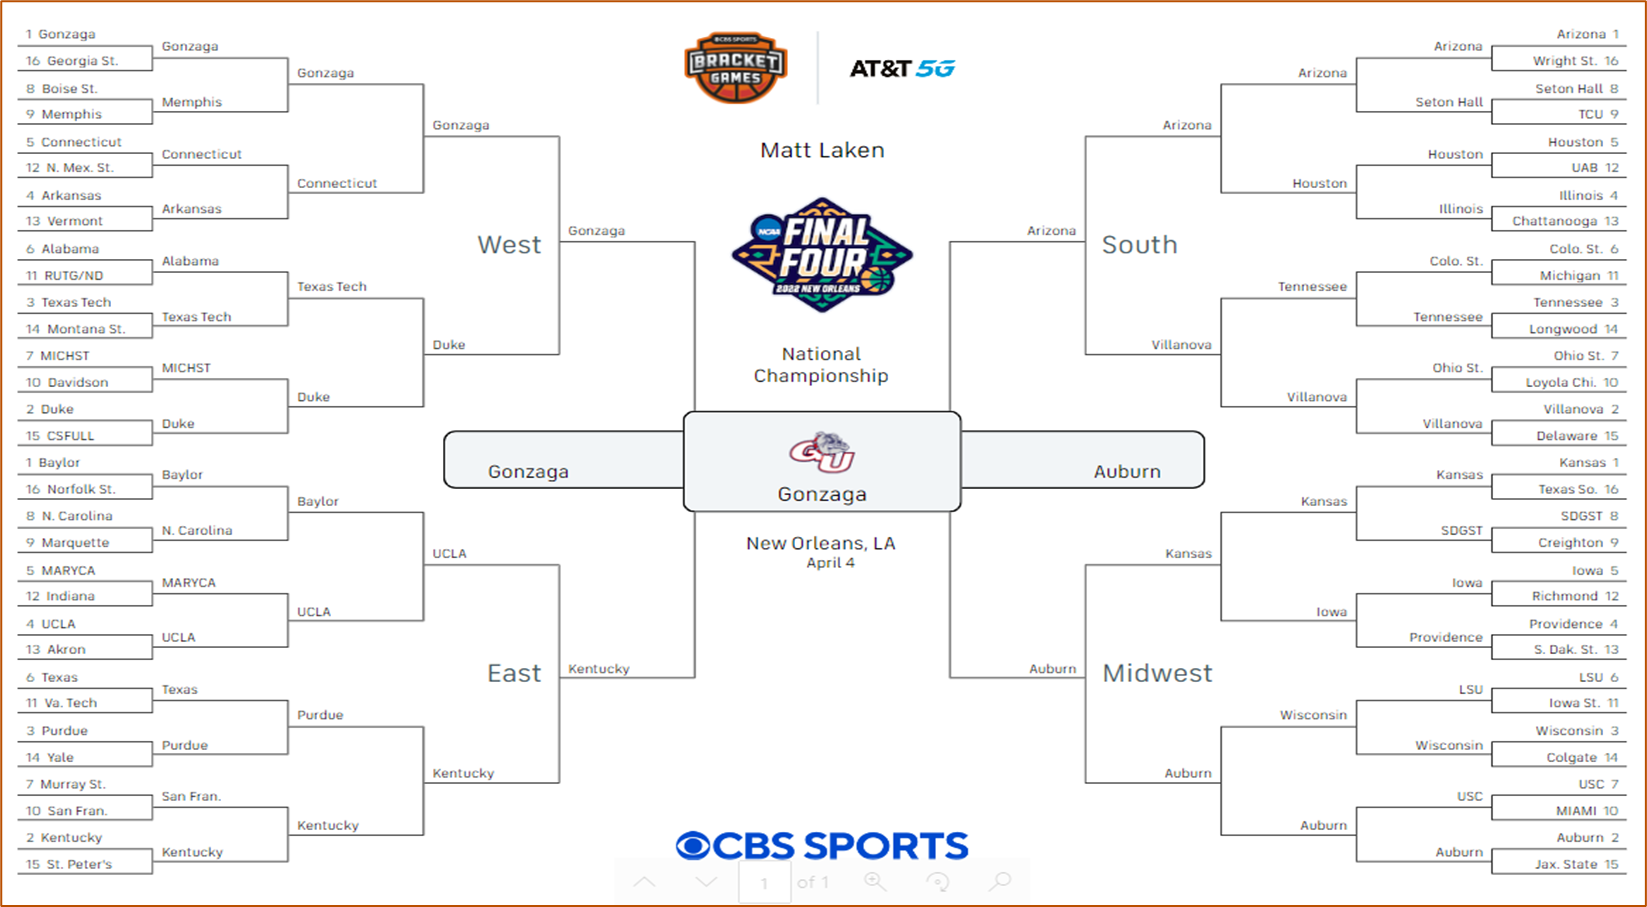 1 Gonzaga
16 Georgia St.
8 Boise St.
9 Memphis
5 Connecticut
12 N. Mex. St.
4 Arkansas
13 Vermont
6 Alabama
11 RUTG/ND
3 Texas Tech
14 Montana St.
7 MICHST
10 Davidson
2 Duke
15 CSFULL
1 Baylor
16 Norfolk St.
8 N. Carolina
9 Marquette
5 MARYCA
12 Indiana
4 UCLA
13 Akron
6 Texas
11 Va. Tech
3 Purdue
14 Yale
7 Murray St.
10 San Fran.
2 Kentucky
15 St. Peter's
Gonzaga
Memphis
Connecticut
Arkansas
Alabama
Texas Tech
MICHST
Duke
Baylor
N. Carolina
MARYCA
UCLA
Texas
Purdue
San Fran.
Kentucky
Gonzaga
Connecticut
Texas Tech
Duke
Baylor
UCLA
Purdue
Kentucky
Gonzaga
Duke
UCLA
Kentucky
West
East
Gonzaga
Kentucky
CBS SPORTS
BRACKET
GAMES
AT&T 5G
Matt Laken
NCAA
FINAL
FOUR
2022 NEW ORLEANS
National
Championship
Gonzaga
GU
Gonzaga
Auburn
New Orleans, LA
April 4
CBS SPORTS
1 of 1
Arizona
Auburn
South
Midwest
Arizona
Villanova
Kansas
Auburn
Arizona
Houston
Tennessee
Villanova
Kansas
Iowa
Wisconsin
Auburn
Arizona
Seton Hall
Houston
Illinois
Colo. St.
Tennessee
Ohio St.
Villanova
Kansas
SDGST
Iowa
Providence
LSU
Wisconsin
USC
Auburn
Arizona 1
Wright St. 16
Seton Hall 8
TCU 9
Houston 5
UAB 12
Illinois 4
Chattanooga 13
Colo. St. 6
Michigan 11
Tennessee 3
Longwood 14
Ohio St. 7
Loyola Chi. 10
Villanova 2
Delaware 15
Kansas 1
Texas So. 16
SDGST 8
Creighton 9
Iowa 5
Richmond 12
Providence 4
S. Dak. St. 13
LSU 6
Iowa St. 11
Wisconsin 3
Colgate 14
USC 7
MIAMI 10
Auburn 2
Jax. State 15